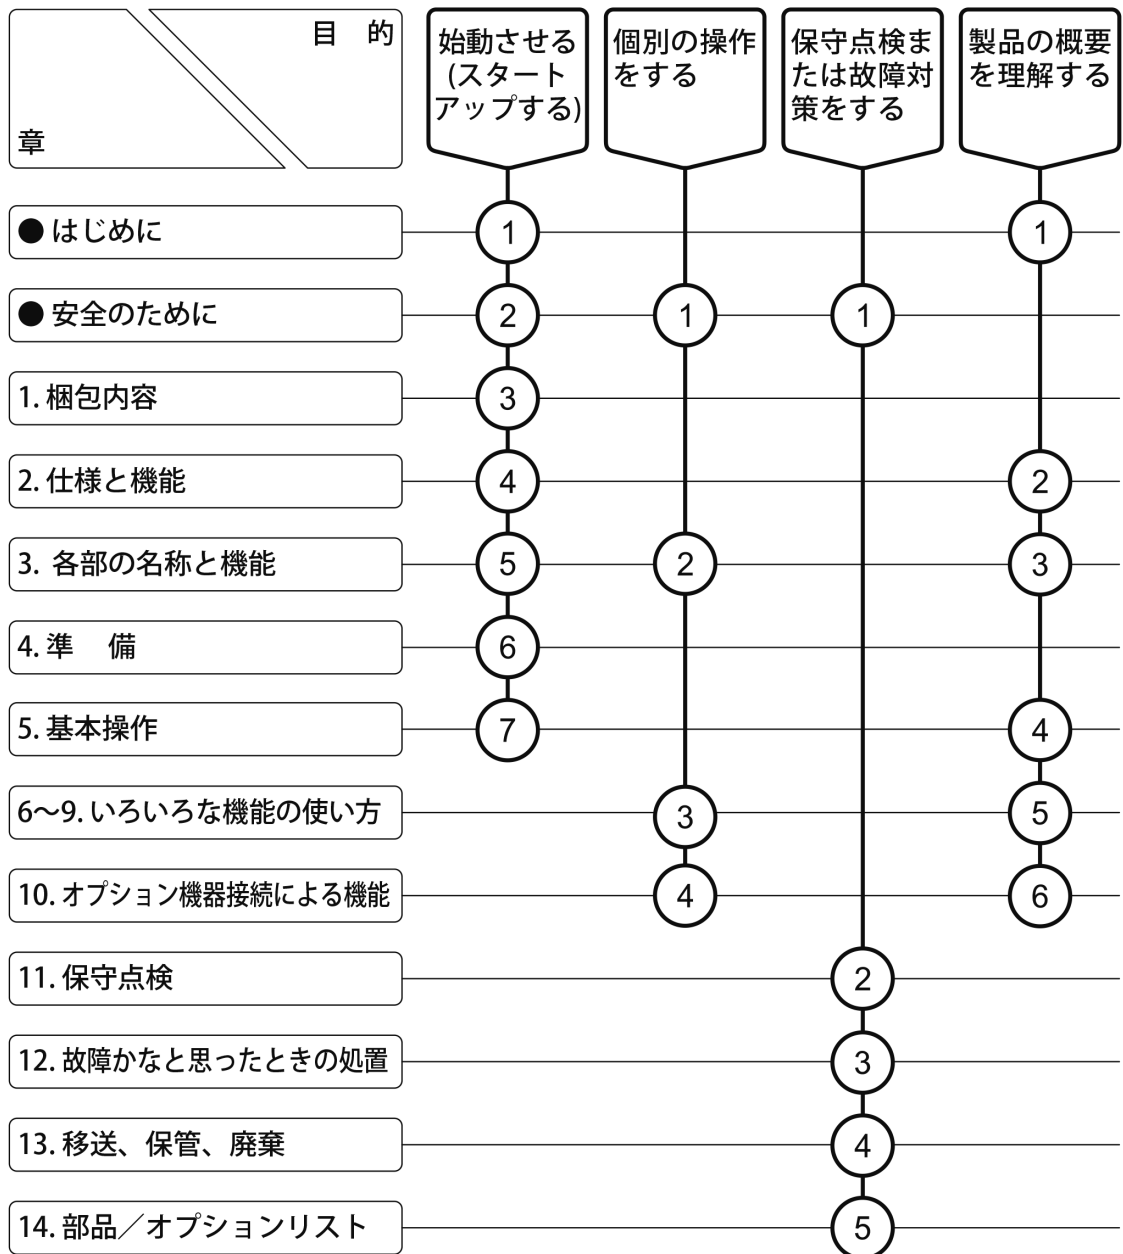 目 的
章
始動させる
(スタート
アップする)
個別の操作
をする
保守点検ま
たは故障対
策をする
製品の概要
を理解する
● はじめに
1
1
● 安全のために
2
1
1
1. 梱包内容
3
2. 仕様と機能
4
2
3. 各部の名称と機能
5
2
3
4. 準 備
6
5. 基本操作
7
4
6～9. いろいろな機能の使い方
3
5
10. オプション機器接続による機能
4
6
11. 保守点検
2
12. 故障かなと思ったときの処置
3
13. 移送、保管、廃棄
4
14. 部品／オプションリスト
5